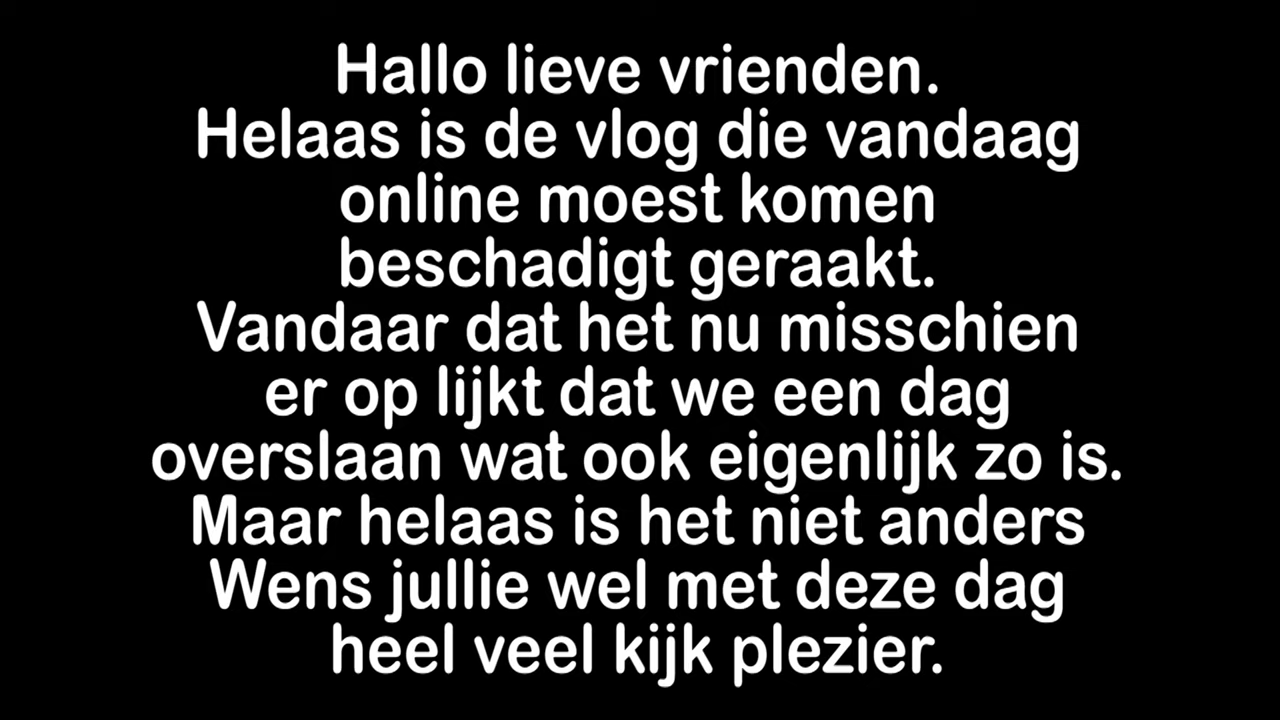 Hallo lieve vrienden.
Helaas is de vlog die vandaag
online moest komen
beschadigt geraakt.
Vandaar dat het nu misschien
er op lijkt dat we een dag
overslaan wat ook eigenlijk zo is.
Maar helaas is het niet anders
Wens jullie wel met deze dag
heel veel kijk plezier.